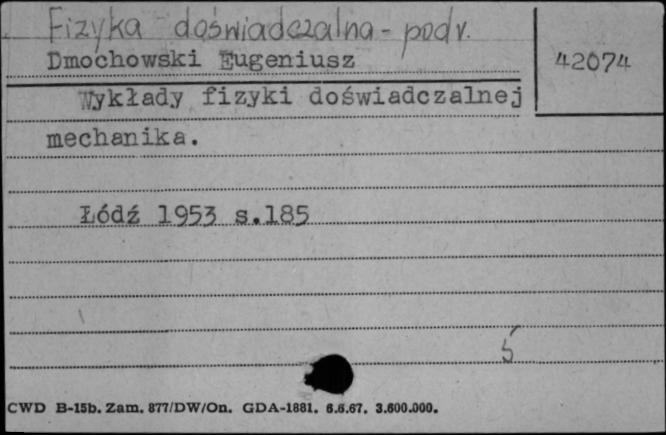 Fizyka doświadczalna - podr.
Dmochowski Eugeniusz
42074
Wykłady fizyki doświadczalnej
mechanika.
Łódź 1953 s.185
5
CWD B-15b. Zam. 877/DW/On. GDA-1881. 6.6.67. 3.600.000.